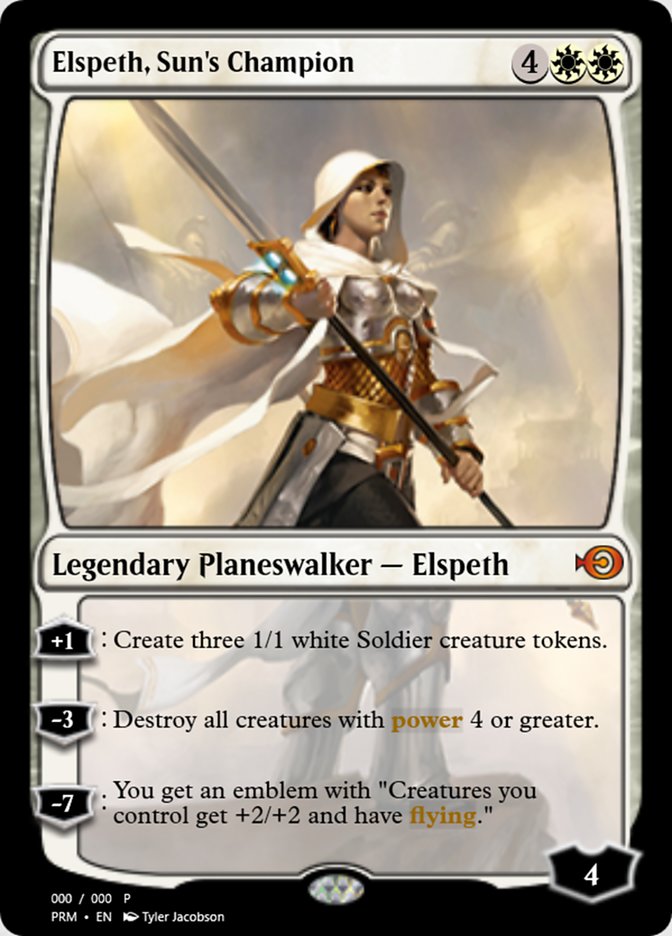 Elspeth, Sun's Champion 4
Legendary Planeswalker — Elspeth
+1 : Create three 1/1 white Soldier creature tokens.
-3 : Destroy all creatures with power 4 or greater.
-7 : You get an emblem with "Creatures you
control get +2/+2 and have flying."
4
000 / 000 P
PRM • EN Tyler Jacobson